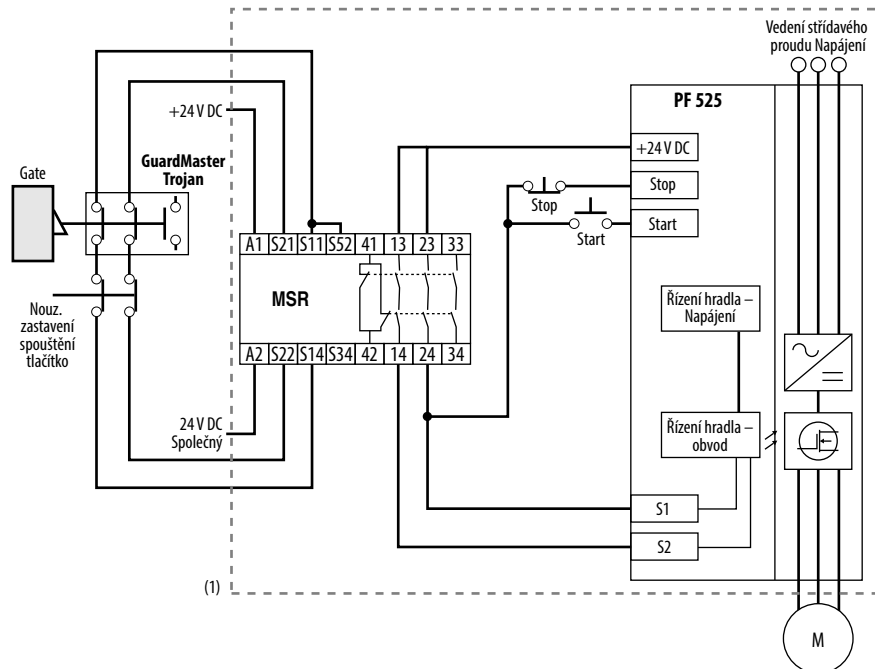 Vedení střídavého
proudu Napájení
PF 525
+24 V DC
+24 V DC
Gate
GuardMaster
Trojan
Stop
Stop
Start
Start
A1 S21 S11 S52 41 13 23 33
MSR
Řízení hradla –
Napájení
Nouz.
zastavení
spouštění
tlačítko
A2 S22 S14 S34 42 14 24 34
24 V DC
Společný
Řízení hradla –
obvod
S1
S2
(1)
M